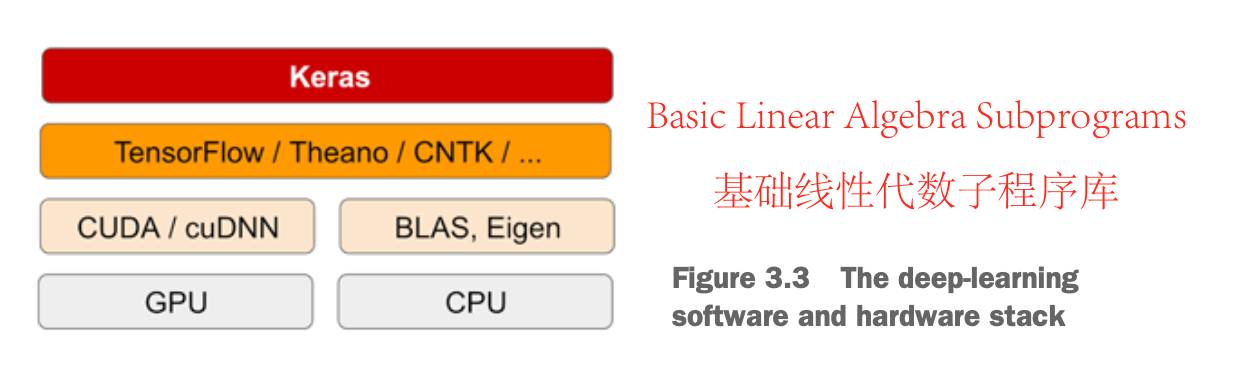 Keras
TensorFlow / Theano / CNTK / ...
CUDA / cuDNN
BLAS, Eigen
GPU
CPU
Basic Linear Algebra Subprograms
基础线性代数子程序库
Figure 3.3 The deep-learning
software and hardware stack